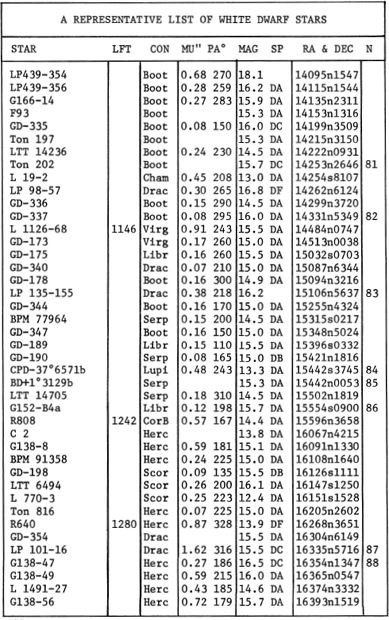 A REPRESENTATIVE LIST OF WHITE DWARF STARS
STAR LFT CON MU" PA° MAG SP RA & DEC N
LP439-354 Boot 0.68 270 18.1 14095n1547
LP439-356 Boot 0.28 259 16.2 DA 14115n1544
G166-14 Boot 0.27 283 15.9 DA 14135n2311
F93 Boot 15.3 DA 14153n1316
GD-335 Boot 0.08 150 16.0 DC 14199n3509
Ton 197 Boot 15.3 DA 14215n3150
LTT 14236 Boot 0.24 230 14.5 DA 14222n0931
Ton 202 Boot 15.7 DC 14253n2646 81
L 19-2 Cham 0.45 208 13.0 DA 14254s8107
LP 98-57 Drac 0.30 265 16.8 DF 14262n6124
GD-336 Boot 0.15 290 14.5 DA 14299n3720
GD-337 Boot 0.08 295 16.0 DA 14331n5349 82
L 1126-68 1146 Virg 0.91 243 15.5 DA 14484n0747
GD-173 Virg 0.17 260 15.0 DA 14513n0038
GD-175 Libr 0.16 260 15.5 DA 15032s0703
GD-340 Drac 0.07 210 15.0 DA 15087n6344
GD-178 Boot 0.16 300 14.9 DA 15094n3216
LP 135-155 Drac 0.38 218 16.2 15106n5637 83
GD-344 Boot 0.16 170 15.0 DA 15255n4324
BPM 77964 Serp 0.15 200 14.5 DA 15315s0217
GD-347 Boot 0.16 150 15.0 DA 15348n5024
GD-189 Libr 0.15 110 15.5 DA 15396s0332
GD-190 Serp 0.08 165 15.0 DB 15421n1816
CPD-37°6571b Lupi 0.48 243 13.3 DA 15442s3745 84
BD+1°3129b Serp 15.3 DA 15442n0053 85
LTT 14705 Serp 0.18 310 14.5 DA 15502n1819
G152-B4a Libr 0.12 198 15.7 DA 15554s0900 86
R808 1242 CorB 0.57 167 14.4 DA 15596n3658
C 2 Herc 13.8 DA 16067n4215
G138-8 Herc 0.59 181 15.1 DA 16091n1330
BPM 91358 Herc 0.24 225 15.0 DA 16108n1640
GD-198 Scor 0.09 135 15.5 DB 16126s1111
LTT 6494 Scor 0.26 200 16.1 DA 16147s1250
L 770-3 Scor 0.25 223 12.4 DA 16151s1528
Ton 816 Herc 0.07 225 15.0 DA 16205n2602
R640 1280 Herc 0.87 328 13.9 DF 16268n3651
GD-354 Drac 15.5 DA 16304n6149
LP 101-16 Drac 1.62 316 15.5 DC 16335n5716 87
G138-47 Herc 0.27 186 16.5 DC 16354n1347 88
G138-49 Herc 0.59 215 16.0 DA 16365n0547
L 1491-27 Herc 0.43 185 14.6 DA 16374n3332
G138-56 Herc 0.72 179 15.7 DA 16393n1519